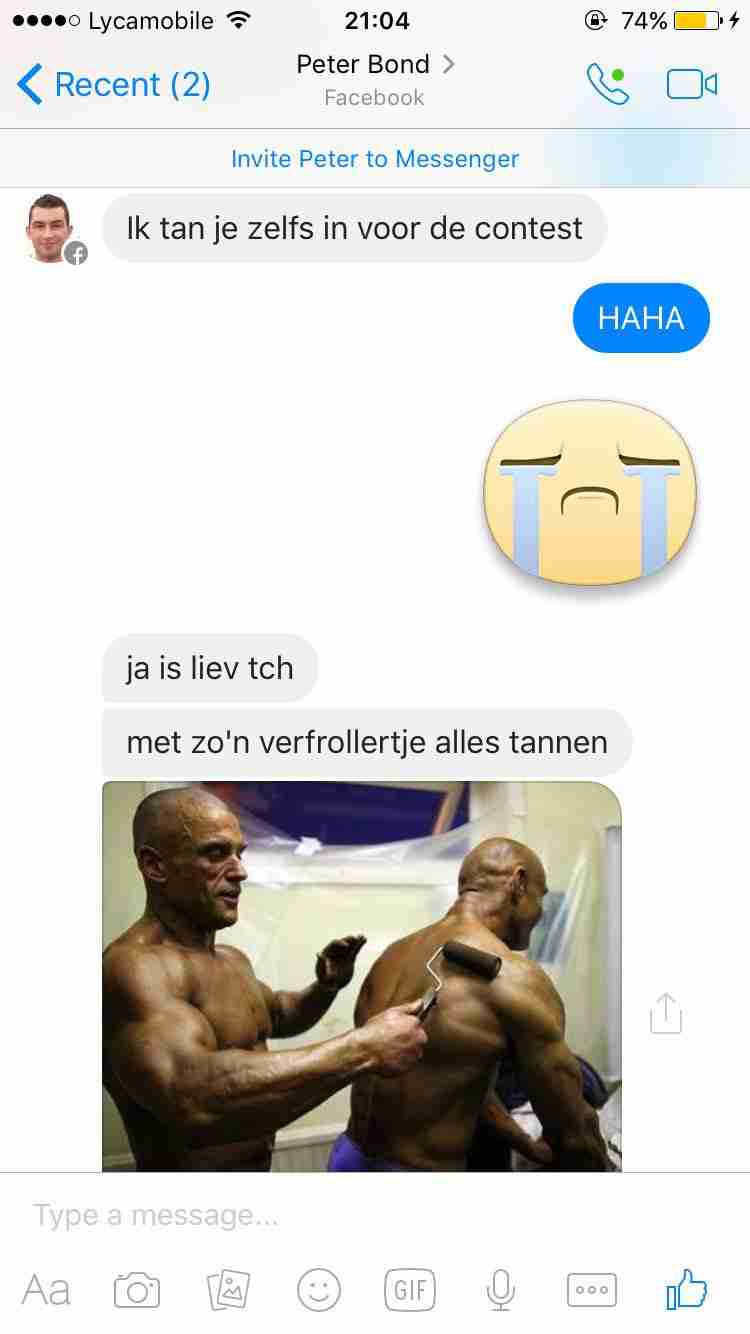 Lycamobile 21:04 74%
Recent (2) Peter Bond
Facebook
Invite Peter to Messenger
Ik tan je zelfs in voor de contest
HAHA
ja is liev tch
met zo'n verfrollertje alles tannen
Type a message...
Aa GIF